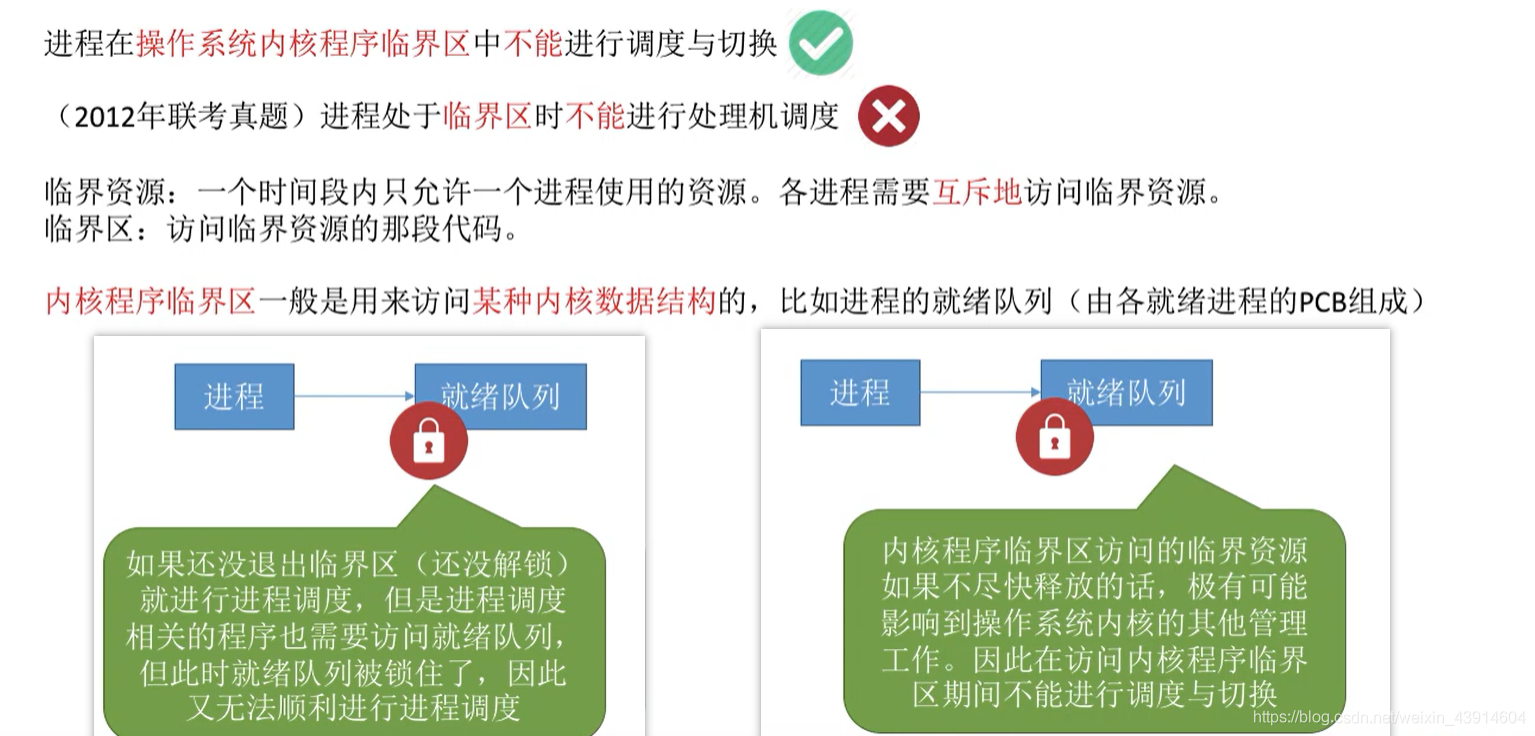 进程在操作系统内核程序临界区中不能进行调度与切换
（2012年联考真题）进程处于临界区时不能进行处理机调度
临界资源：一个时间段内只允许一个进程使用的资源。各进程需要互斥地访问临界资源。
临界区：访问临界资源的那段代码。
内核程序临界区一般是用来访问某种内核数据结构的，比如进程的就绪队列（由各就绪进程的PCB组成）
进程
就绪队列
如果还没退出临界区（还没解锁）
就进行进程调度，但是进程调度
相关的程序也需要访问就绪队列，
但此时就绪队列被锁住了，因此
又无法顺利进行进程调度
进程
就绪队列
内核程序临界区访问的临界资源
如果不尽快释放的话，极有可能
影响到操作系统内核的其他管理
工作。因此在访问内核程序临界
区期间不能进行调度与切换
https://blog.csdn.net/weixin_43914604